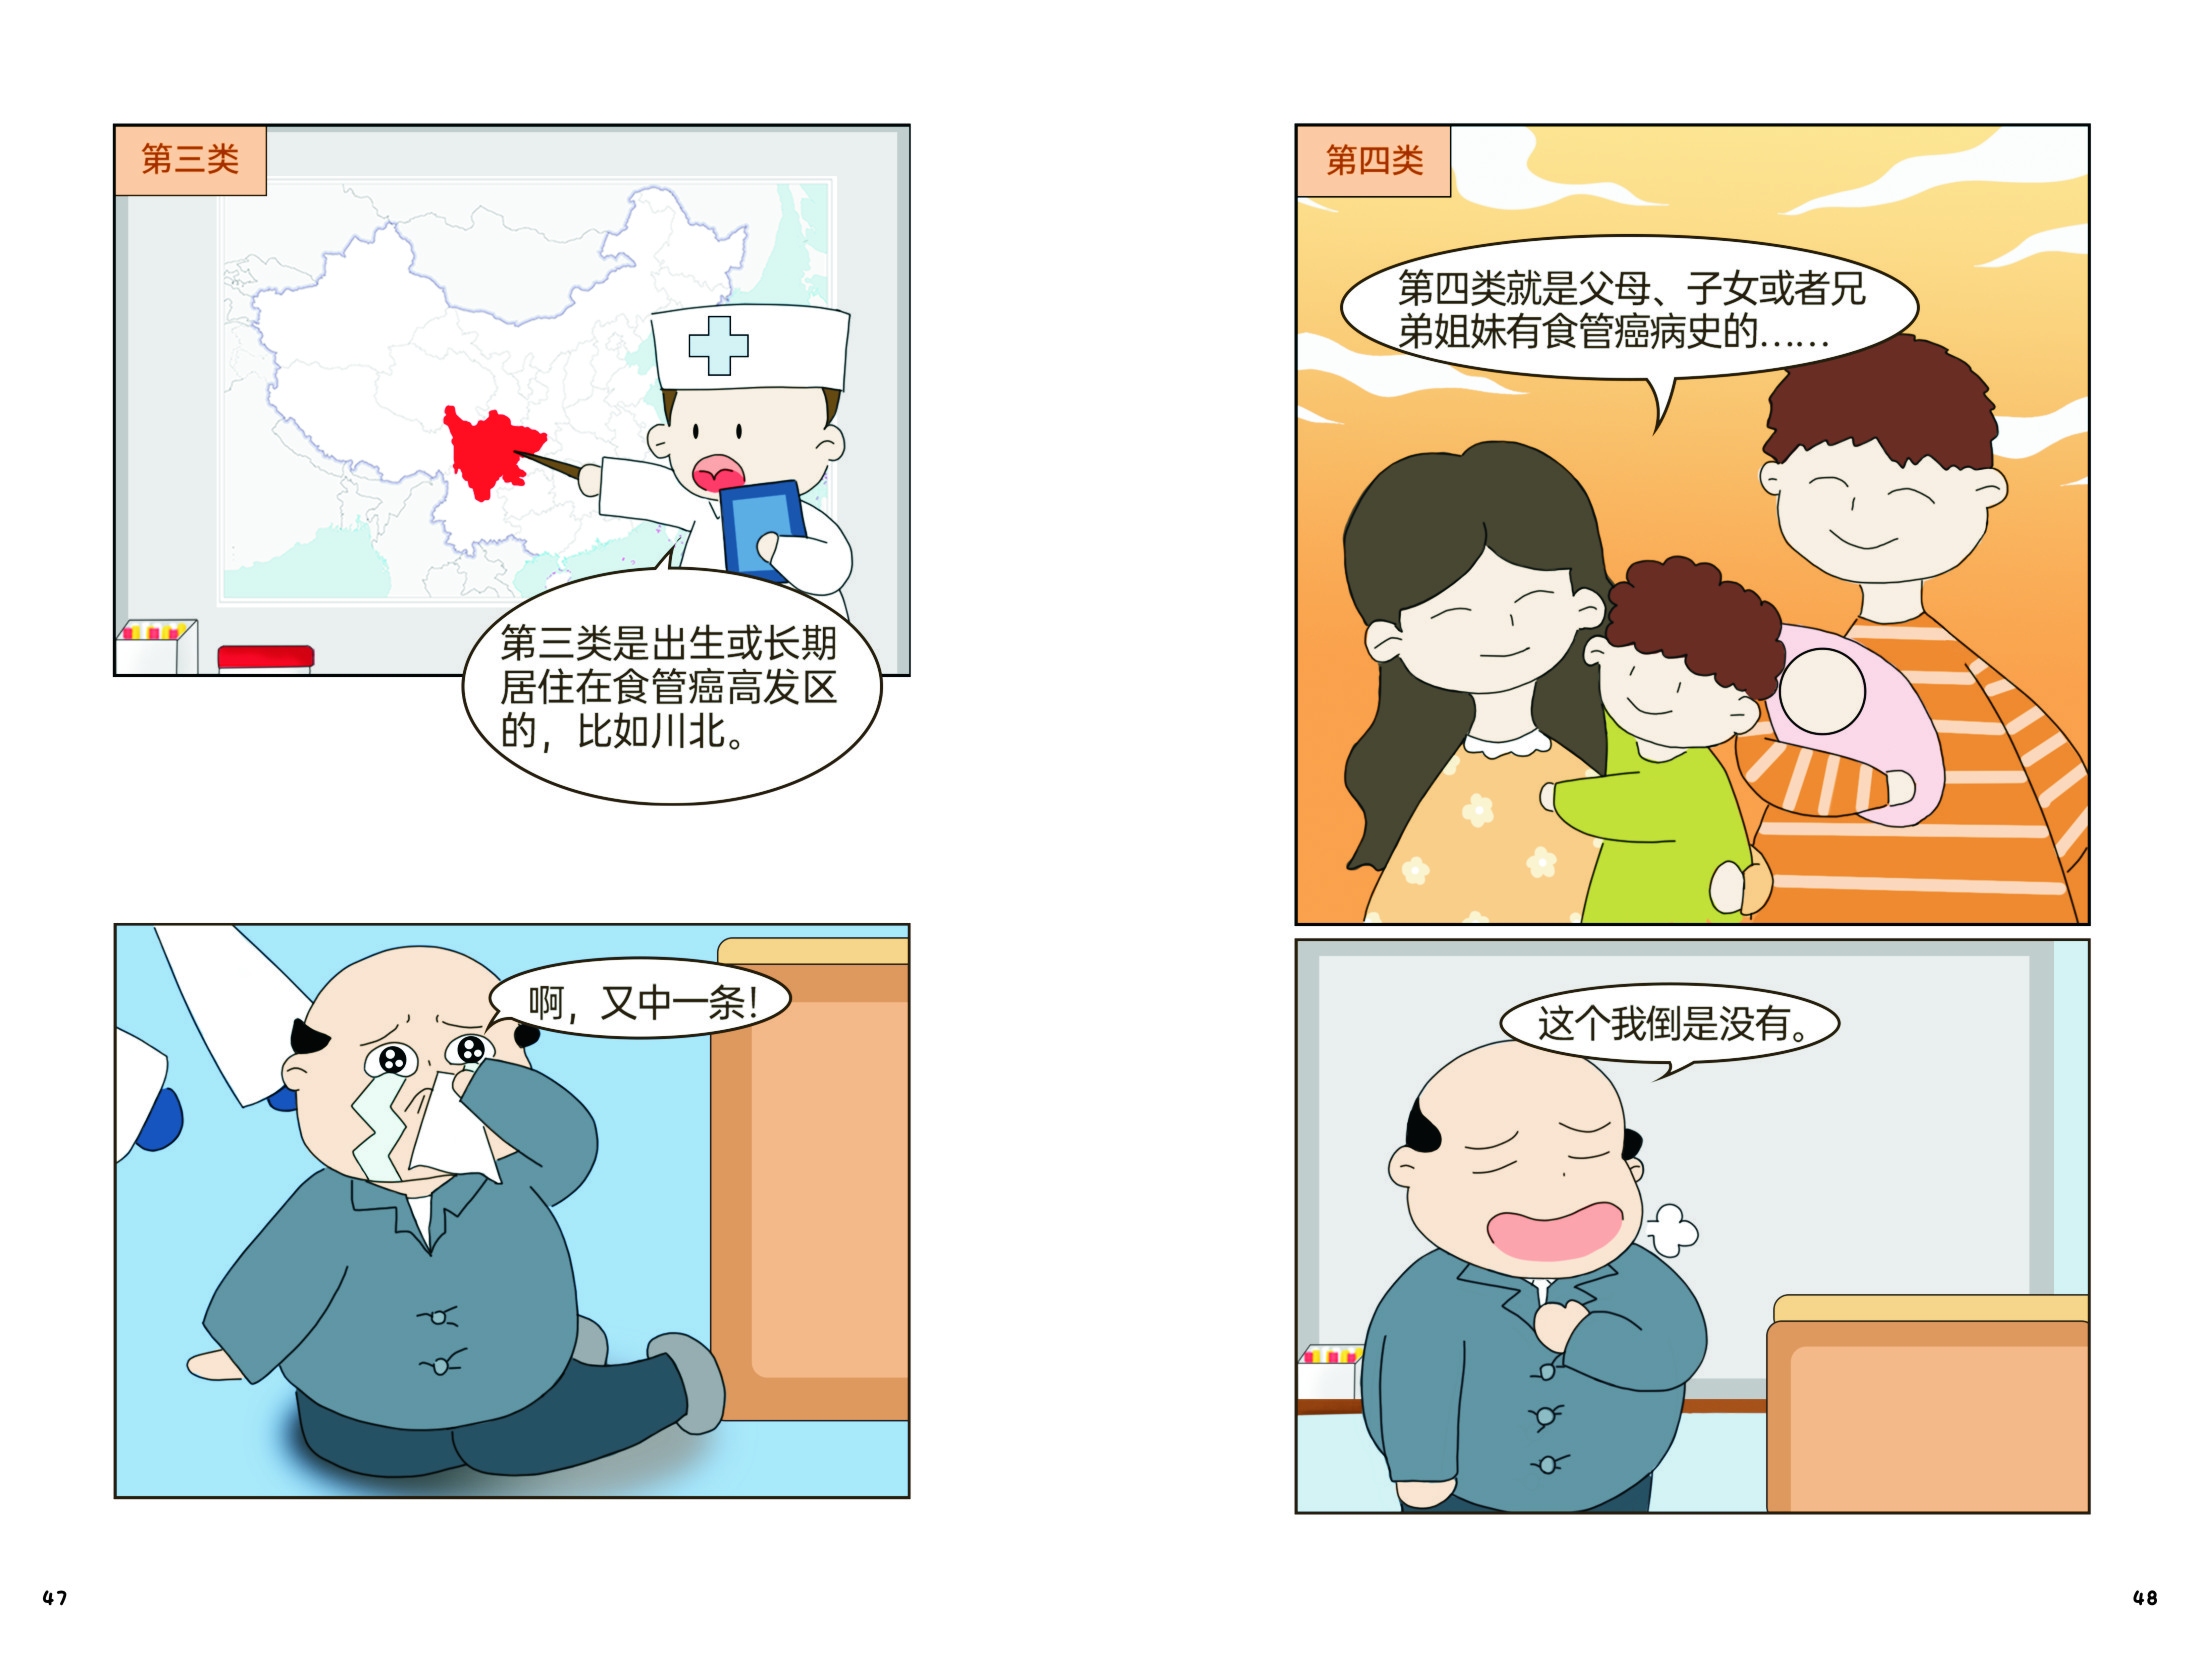 第三类
第三类是出生或长期
居住在食管癌高发区
的，比如川北。
啊，又中一条！
47
第四类
第四类就是父母、子女或者兄
弟姐妹有食管癌病史的……
这个我倒是没有。
48